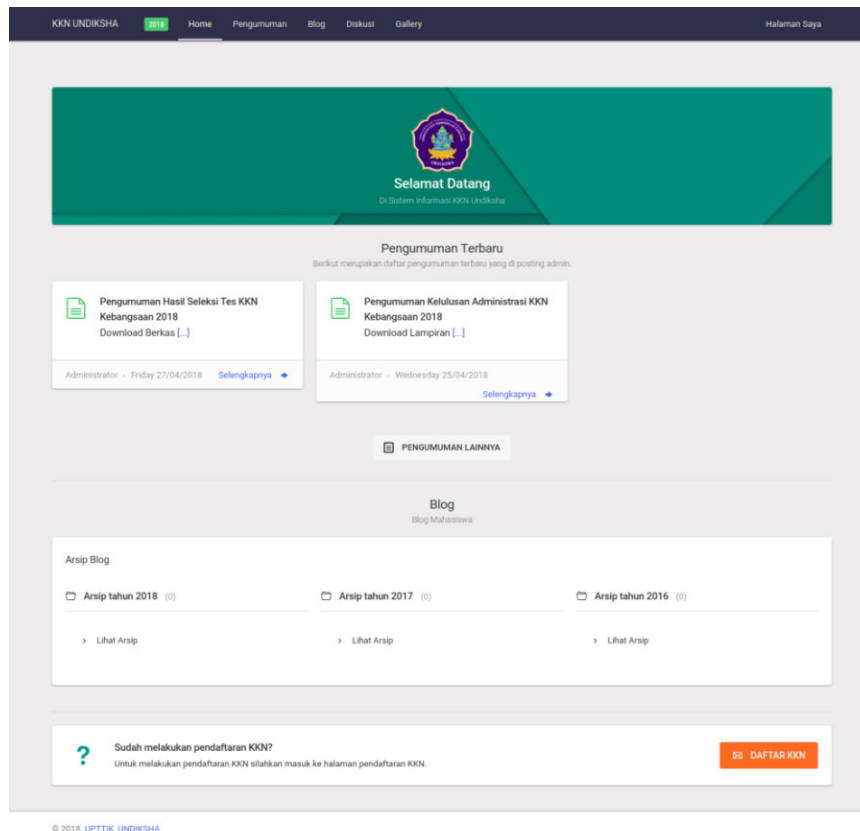 KKN UNDIKSHA 2018 Home Pengumuman Blog Diskusi Gallery Halaman Saya
UNDIKSHA
Selamat Datang
Di Sistem Informasi KKN Undiksha
Pengumuman Terbaru
Berikut merupakan daftar pengumuman terbaru yang di posting admin.
Pengumuman Hasil Seleksi Tes KKN
Kebangsaan 2018
Download Berkas [...]
Administrator - Friday 27/04/2018 Selengkapnya
Pengumuman Kelulusan Administrasi KKN
Kebangsaan 2018
Download Lampiran [...]
Administrator - Wednesday 25/04/2018
Selengkapnya
PENGUMUMAN LAINNYA
Blog
Blog Mahasiswa
Arsip Blog
Arsip tahun 2018 (0) Arsip tahun 2017 (0) Arsip tahun 2016 (0)
> Lihat Arsip > Lihat Arsip > Lihat Arsip
? Sudah melakukan pendaftaran KKN?
Untuk melakukan pendaftaran KKN silahkan masuk ke halaman pendaftaran KKN.
DAFTAR KKN
© 2018. UPTTIK, UNDIKSHA